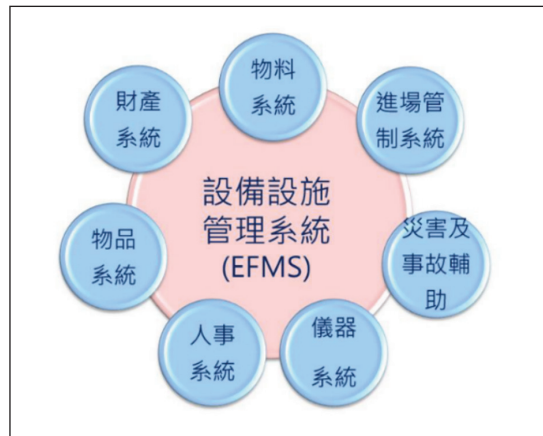 物料
系統
進場管
制系統
災害及
事故輔
助
儀器
系統
人事
系統
物品
系統
財產
系統
設備設施
管理系統
(EFMS)